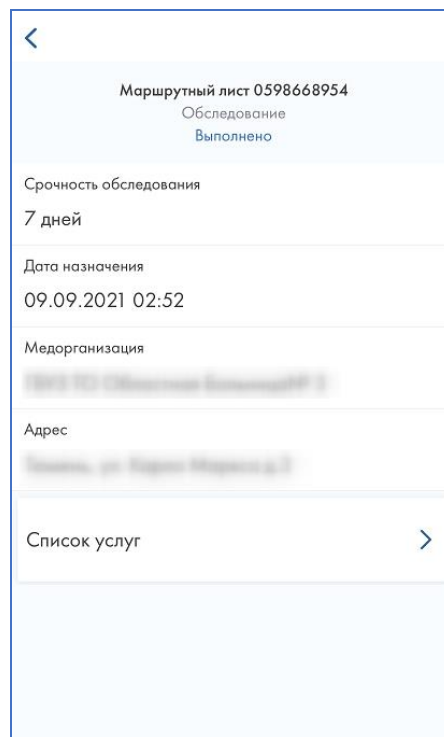 Маршрутный лист 0598668954
Обследование
Выполнено
Срочность обследования
7 дней
Дата назначения
09.09.2021 02:52
Медорганизация
Адрес
Список услуг